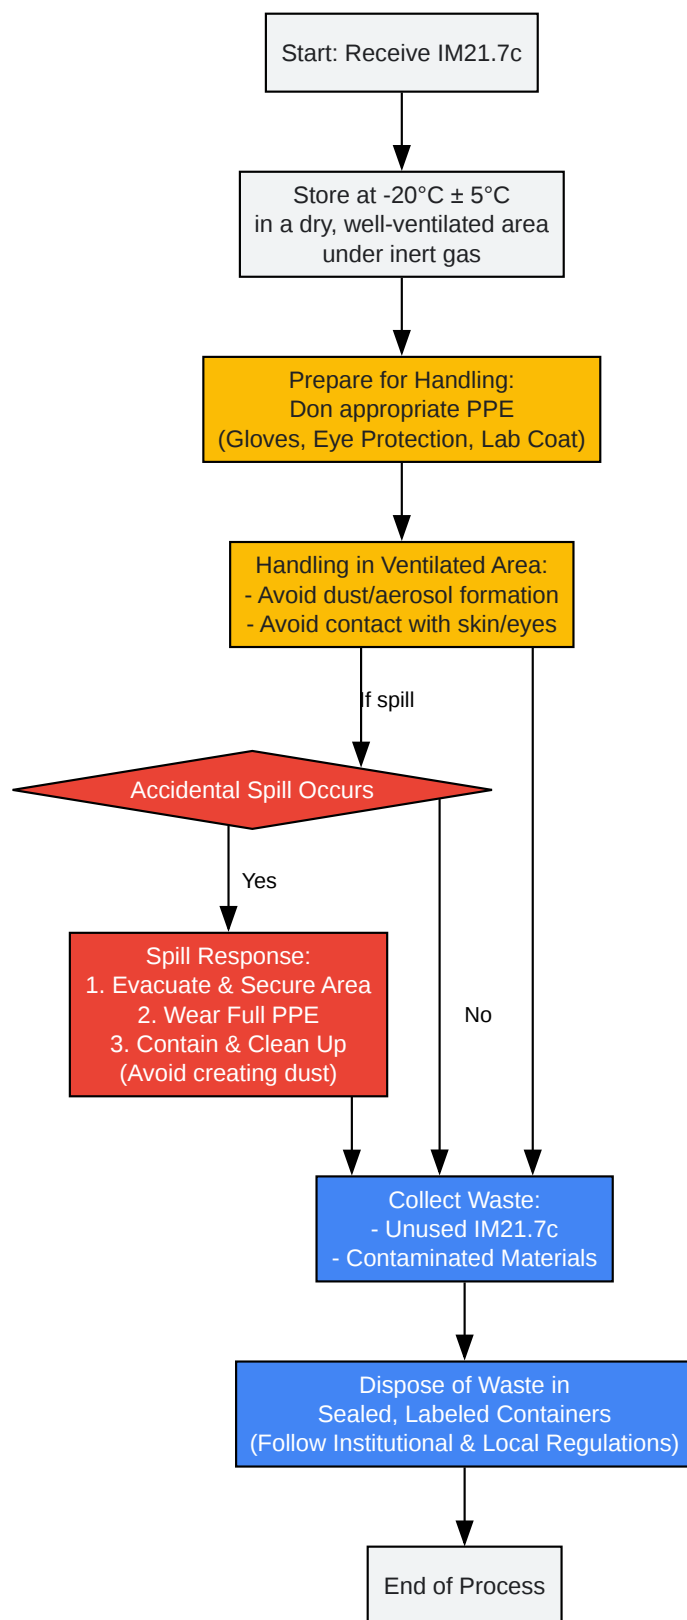 Start: Receive IM21.7c
Store at -20°C ± 5°C
in a dry, well-ventilated area
under inert gas
Prepare for Handling:
Don appropriate PPE
(Gloves, Eye Protection, Lab Coat)
Handling in Ventilated Area:
- Avoid dust/aerosol formation
- Avoid contact with skin/eyes
If spill
Accidental Spill Occurs
Yes
Spill Response:
1. Evacuate & Secure Area
2. Wear Full PPE
3. Contain & Clean Up
(Avoid creating dust)
No
Collect Waste:
- Unused IM21.7c
- Contaminated Materials
Dispose of Waste in
Sealed, Labeled Containers
(Follow Institutional & Local Regulations)
End of Process